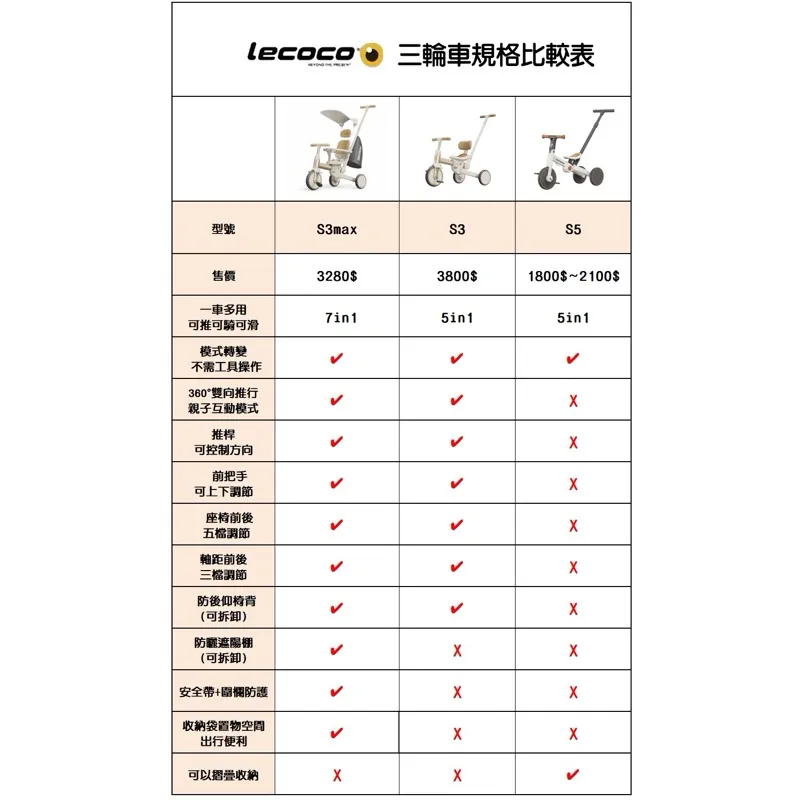 lecoco 三輪車規格比較表
BEYOND THE PRESENT
型號 S3max S3 S5
售價 3280$ 3800$ 1800$~2100$
一車多用
可推可騎可滑 7in1 5in1 5in1
模式轉變
不需工具操作 ✔ ✔ ✔
360°雙向推行
親子互動模式 ✔ ✔ X
推桿
可控制方向 ✔ ✔ X
前把手
可上下調節 ✔ ✔ X
座椅前後
五檔調節 ✔ ✔ X
軸距前後
三檔調節 ✔ ✔ X
防後仰椅背
(可拆卸) ✔ ✔ X
防曬遮陽棚
(可拆卸) ✔ X X
安全帶+圍欄防護 ✔ X X
收納袋置物空間
出行便利 ✔ X X
可以摺疊收納 X X ✔